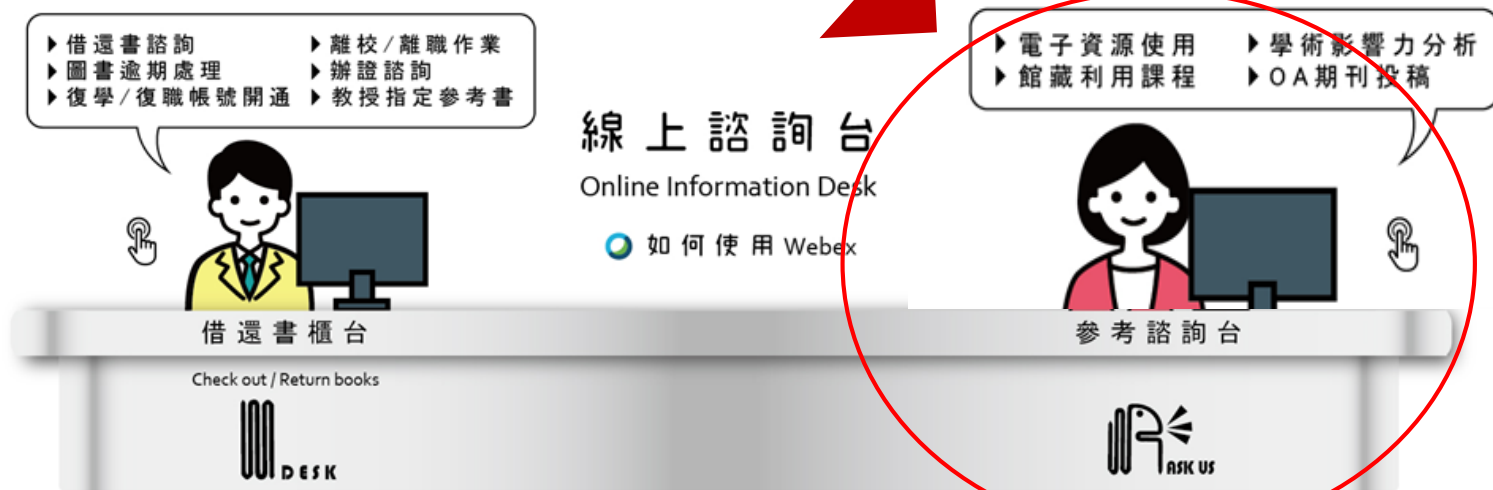 ▶借還書諮詢 ▶離校/離職作業
▶圖書逾期處理 ▶辦證諮詢
▶復學/復職帳號開通 ▶教授指定參考書
線上諮詢台
Online Information Desk
如何使用 Webex
▶電子資源使用 ▶學術影響力分析
▶館藏利用課程 ▶OA期刊投稿
借還書櫃台
Check out / Return books
DESK
參考諮詢台
ASK US